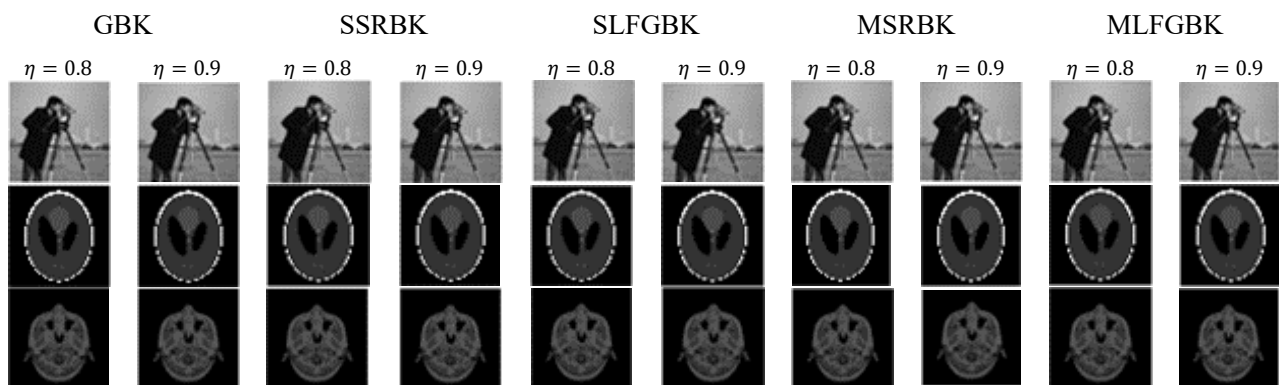 GBK SSRBK SLFGBK MSRBK MLFGBK
η = 0.8 η = 0.9 η = 0.8 η = 0.9 η = 0.8 η = 0.9 η = 0.8 η = 0.9 η = 0.8 η = 0.9